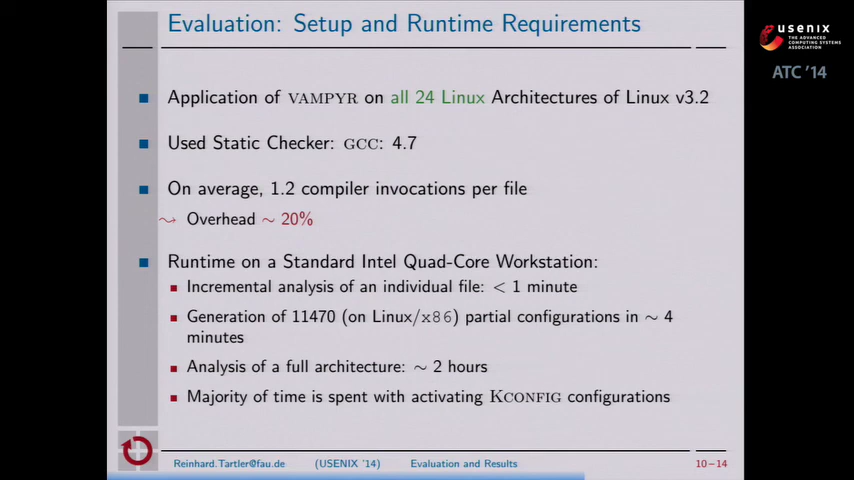 Evaluation: Setup and Runtime Requirements
usenix
THE ADVANCED
COMPUTING SYSTEMS
ASSOCIATION
ATC '14
Application of VAMPYR on all 24 Linux Architectures of Linux v3.2
Used Static Checker: GCC: 4.7
On average, 1.2 compiler invocations per file
⇝ Overhead ∼ 20%
Runtime on a Standard Intel Quad-Core Workstation:
Incremental analysis of an individual file: < 1 minute
Generation of 11470 (on Linux/x86) partial configurations in ∼ 4
minutes
Analysis of a full architecture: ∼ 2 hours
Majority of time is spent with activating KCONFIG configurations
Reinhard.Tartler@fau.de (USENIX '14) Evaluation and Results 10–14